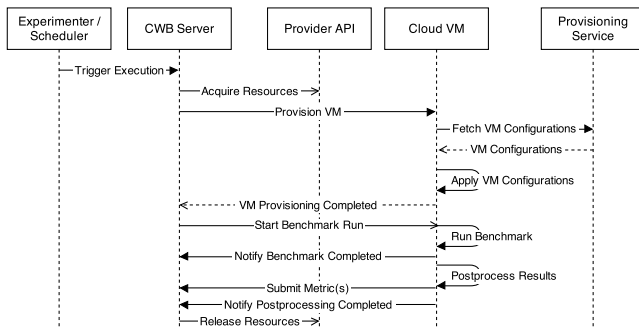 Experimenter /
Scheduler
CWB Server
Provider API
Cloud VM
Provisioning
Service
Trigger Execution
Acquire Resources
Provision VM
Fetch VM Configurations
VM Configurations
Apply VM Configurations
VM Provisioning Completed
Start Benchmark Run
Run Benchmark
Notify Benchmark Completed
Postprocess Results
Submit Metric(s)
Notify Postprocessing Completed
Release Resources